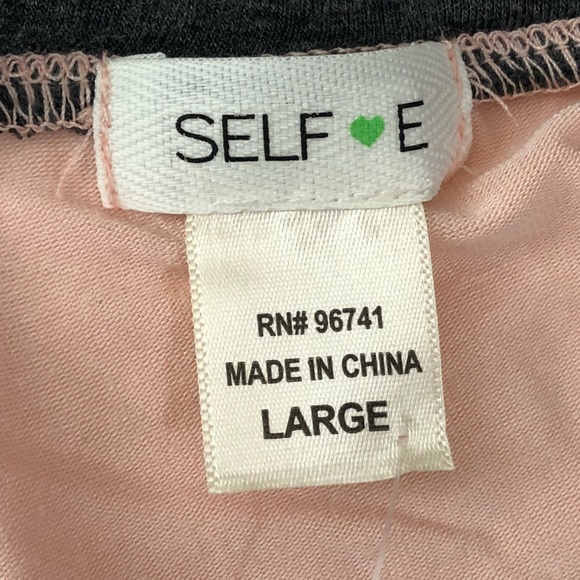 SELF 💚 E
RN# 96741
MADE IN CHINA
LARGE